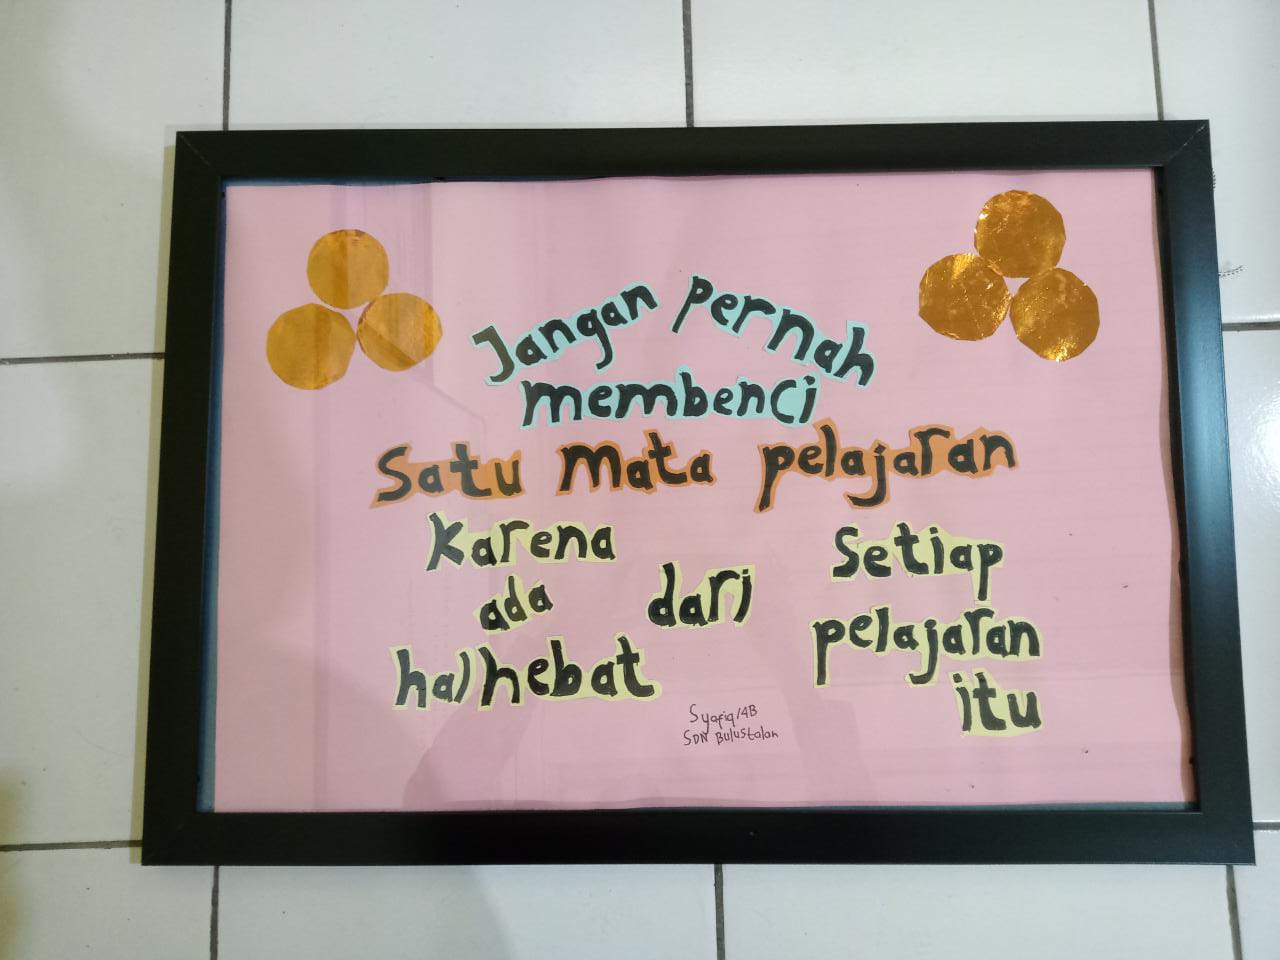 Jangan pernah
membenci
Satu mata pelajaran
Karena
ada
hal hebat
dari
Setiap
pelajaran
itu
Syafiq/4B
SDN Bulustalan